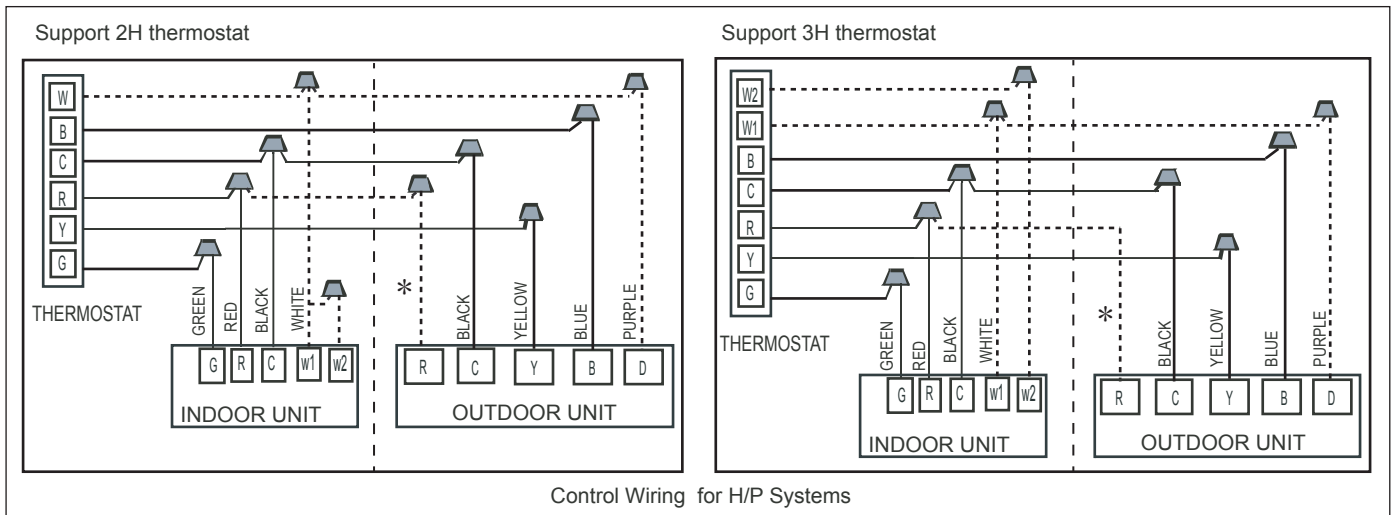 Support 2H thermostat
W
B
C
R
Y
G
THERMOSTAT
GREEN
RED
BLACK
WHITE
*
BLACK
YELLOW
BLUE
PURPLE
G R C w1 w2
INDOOR UNIT
R C Y B D
OUTDOOR UNIT
Support 3H thermostat
W2
W1
B
C
R
Y
G
THERMOSTAT
GREEN
RED
BLACK
WHITE
*
BLACK
YELLOW
BLUE
PURPLE
G R C w1 w2
INDOOR UNIT
R C Y B D
OUTDOOR UNIT
Control Wiring for H/P Systems